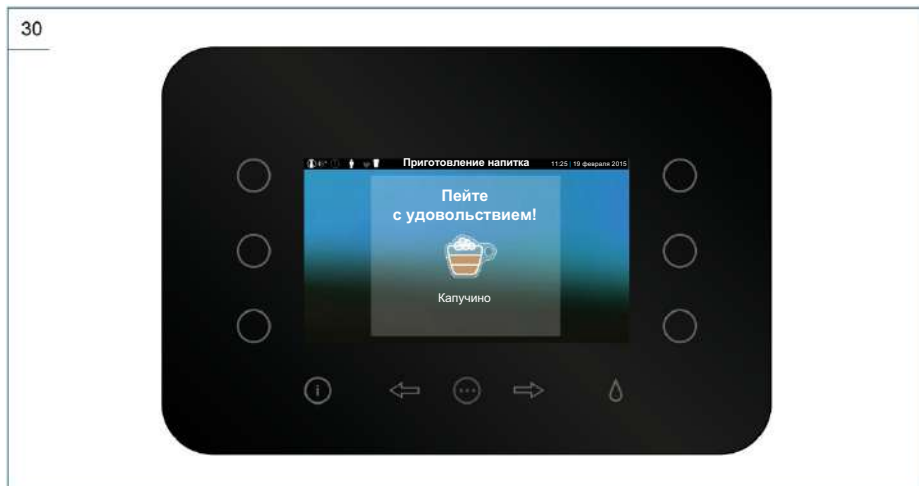 30
Приготовление напитка
11:25 | 19 февраля 2015
Пейте
с удовольствием!
Капучино
i